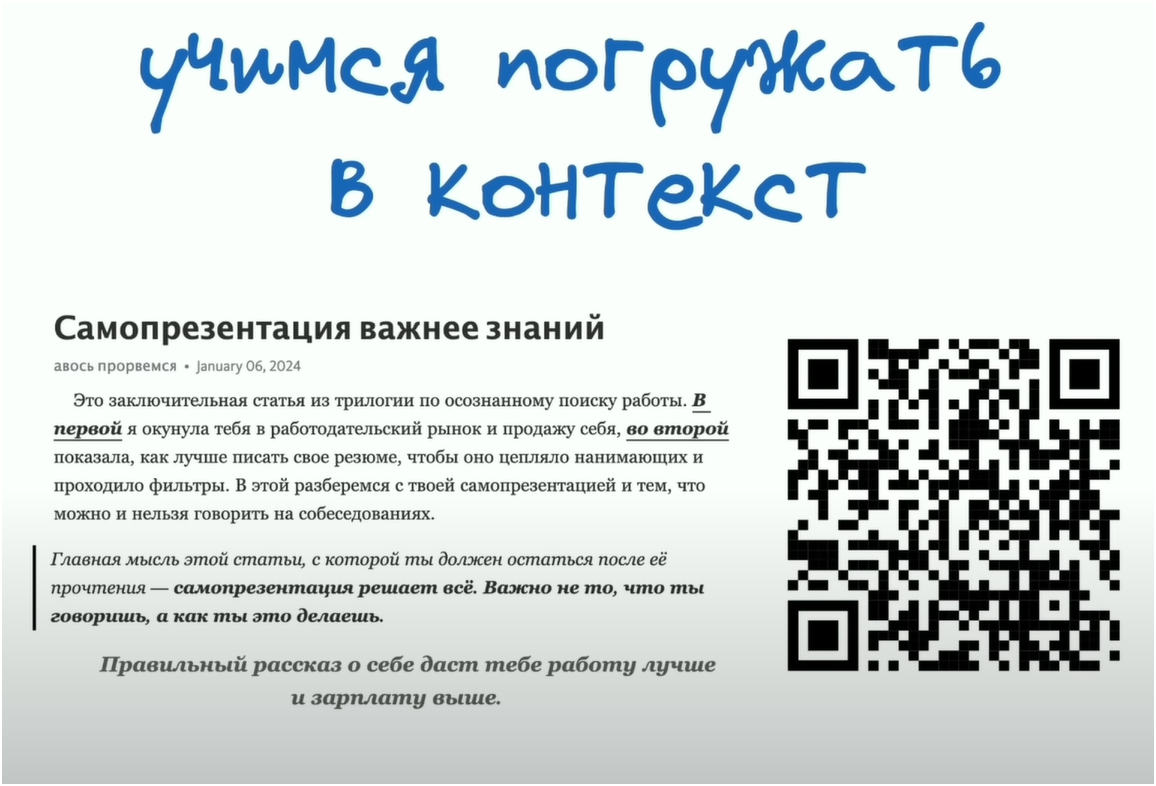 учимся погружать
в контекст
Самопрезентация важнее знаний
авось прорвемся • January 06, 2024
Это заключительная статья из трилогии по осознанному поиску работы. В
первой я окунула тебя в работодательский рынок и продажу себя, во второй
показала, как лучше писать свое резюме, чтобы оно цепляло нанимающих и
проходило фильтры. В этой разберемся с твоей самопрезентацией и тем, что
можно и нельзя говорить на собеседованиях.
Главная мысль этой статьи, с которой ты должен остаться после её
прочтения — самопрезентация решает всё. Важно не то, что ты
говоришь, а как ты это делаешь.
Правильный рассказ о себе даст тебе работу лучше
и зарплату выше.